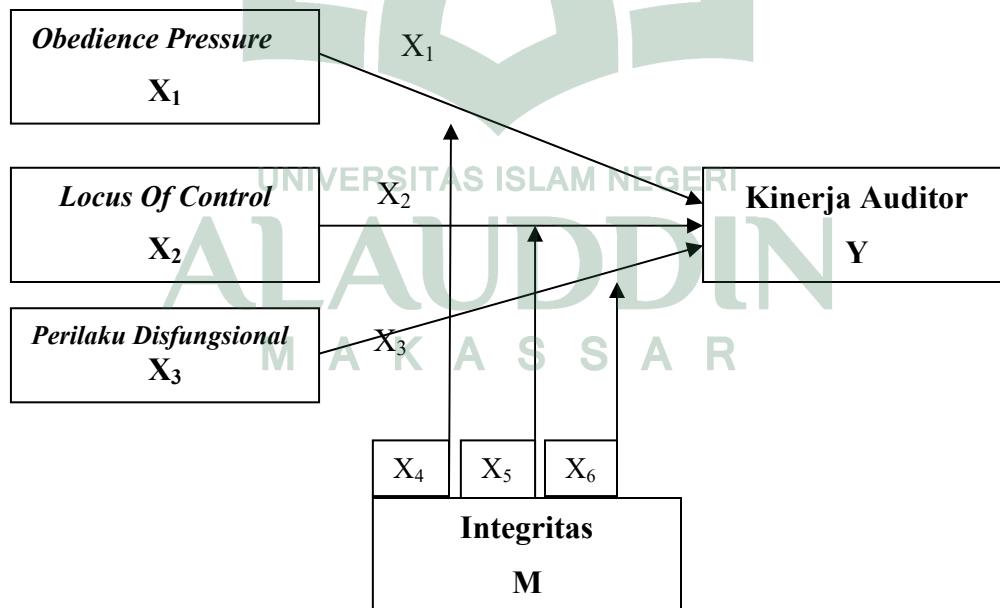 Obedience Pressure
X₁
X₁
Locus Of Control
X₂
X₂
Perilaku Disfungsional
X₃
X₃
Kinerja Auditor
Y
X₄
X₅
X₆
Integritas
M
UNIVERSITAS ISLAM NEGERI
ALAUDDIN
MAKASSAR